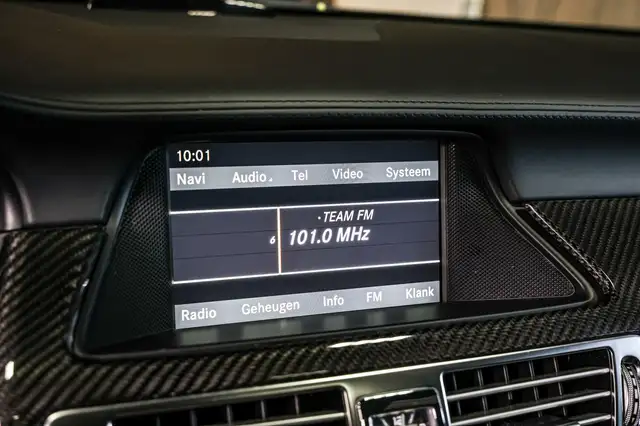 10:01
Navi Audio Tel Video Systeem
• TEAM FM
6 101.0 MHz
Radio Geheugen Info FM Klank